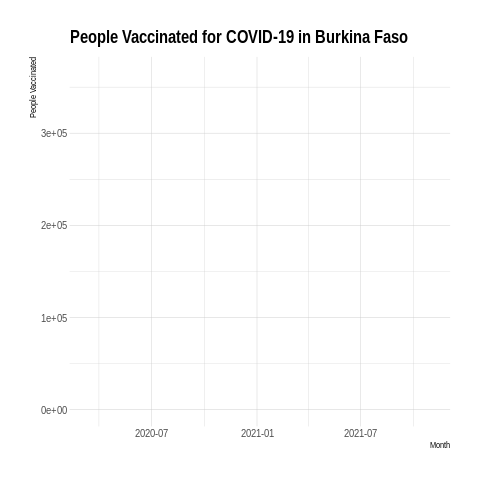 People Vaccinated for COVID-19 in Burkina Faso
People Vaccinated
3e+05
2e+05
1e+05
0e+00
2020-07 2021-01 2021-07
Month